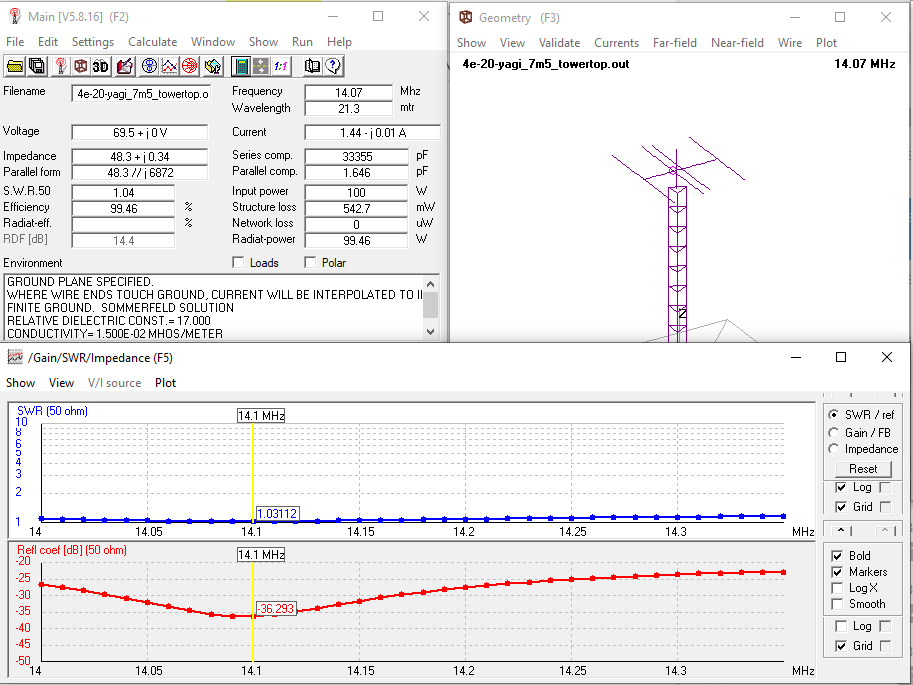 Main [V5.8.16] (F2)
File Edit Settings Calculate Window Show Run Help
3D 1:1 ?
Filename 4e-20-yagi_7m5_towertop.o
Frequency 14.07 Mhz
Wavelength 21.3 mtr
Voltage 69.5 + j 0 V
Current 1.44 - j 0.01 A
Impedance 48.3 + j 0.34
Series comp. 33355 pF
Parallel form 48.3 // j 6872
Parallel comp. 1.646 pF
S.W.R.50 1.04
Input power 100 W
Efficiency 99.46 %
Structure loss 542.7 mW
Radiat-eff. %
Network loss 0 uW
RDF [dB] 14.4
Radiat-power 99.46 W
Environment
Loads Polar
GROUND PLANE SPECIFIED.
WHERE WIRE ENDS TOUCH GROUND, CURRENT WILL BE INTERPOLATED TO I
FINITE GROUND. SOMMERFELD SOLUTION
RELATIVE DIELECTRIC CONST.= 17.000
CONDUCTIVITY= 1.500E-02 MHOS/METER
Geometry (F3)
Show View Validate Currents Far-field Near-field Wire Plot
4e-20-yagi_7m5_towertop.out 14.07 MHz
2
/Gain/SWR/Impedance (F5)
Show View V/I source Plot
SWR (50 ohm)
14.1 MHz
10
8
6
5
4
3
2
1
1.03112
14 14.05 14.1 14.15 14.2 14.25 14.3 MHz
Refl coef [dB] (50 ohm)
14.1 MHz
-20
-25
-30
-35
-40
-45
-50
-36.293
14 14.05 14.1 14.15 14.2 14.25 14.3 MHz
SWR / ref
Gain / FB
Impedance
Reset
Log
Grid
Bold
Markers
Log X
Smooth
Log
Grid